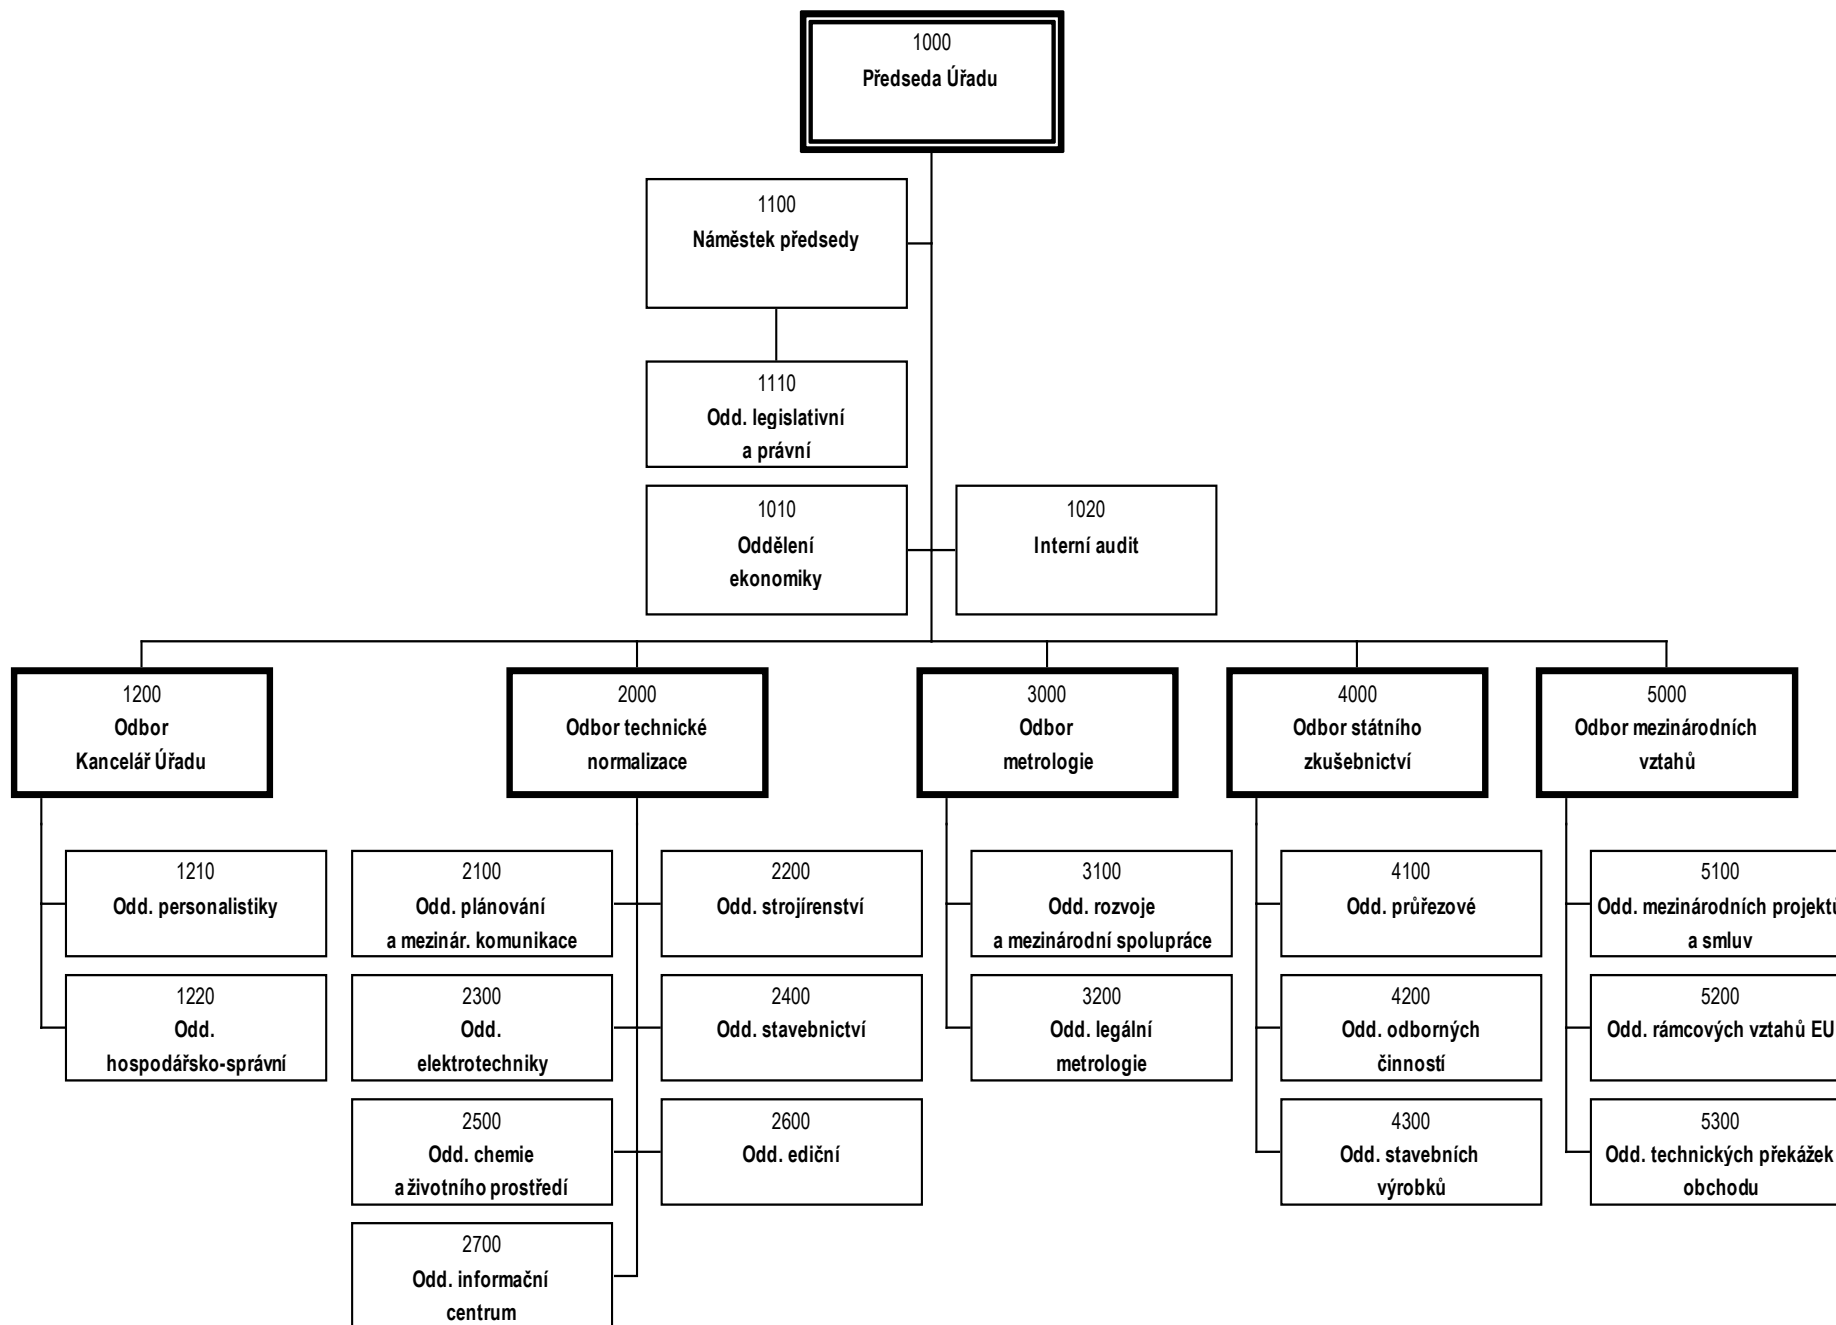 1000
Předseda Úřadu
1100
Náměstek předsedy
1110
Odd. legislativní
a právní
1010
Oddělení
ekonomiky
1020
Interní audit
1200
Odbor
Kancelář Úřadu
2000
Odbor technické
normalizace
3000
Odbor
metrologie
4000
Odbor státního
zkušebnictví
5000
Odbor mezinárodních
vztahů
1210
Odd. personalistiky
1220
Odd.
hospodářsko-správní
2100
Odd. plánování
a mezinár. komunikace
2200
Odd. strojírenství
2300
Odd.
elektrotechniky
2400
Odd. stavebnictví
2500
Odd. chemie
a životního prostředí
2600
Odd. ediční
2700
Odd. informační
centrum
3100
Odd. rozvoje
a mezinárodní spolupráce
3200
Odd. legální
metrologie
4100
Odd. průřezové
4200
Odd. odborných
činností
4300
Odd. stavebních
výrobků
5100
Odd. mezinárodních projektů
a smluv
5200
Odd. rámcových vztahů EU
5300
Odd. technických překážek
obchodu